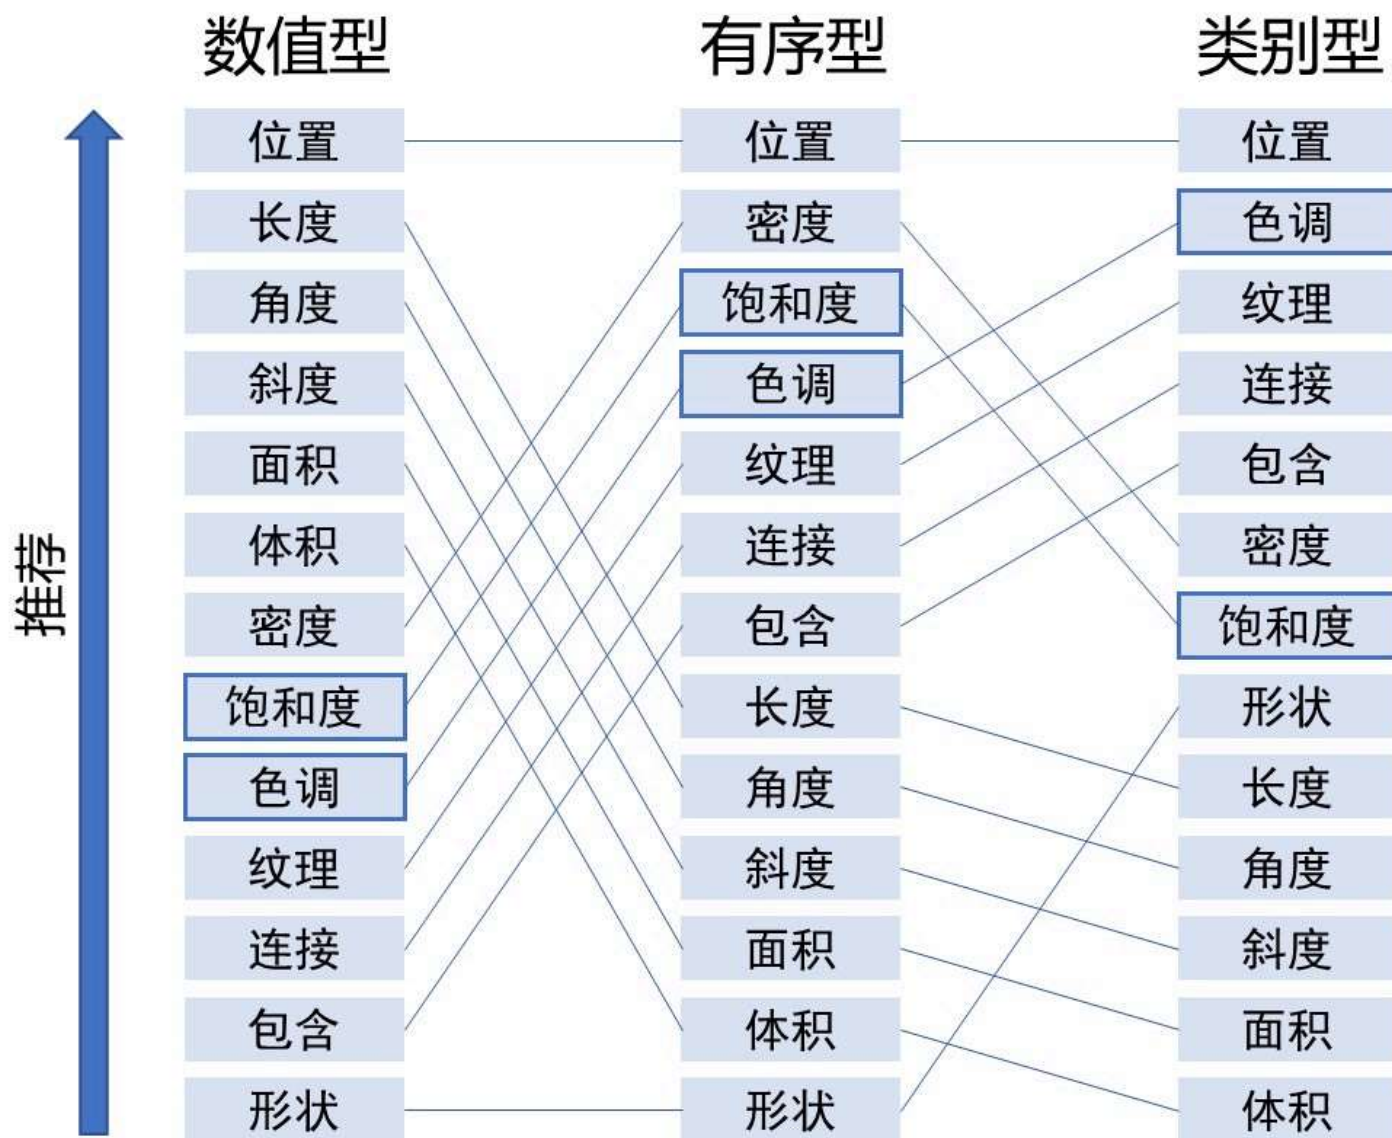 数值型 有序型 类别型
位置 位置 位置
长度 密度 色调
角度 饱和度 纹理
斜度 色调 连接
面积 纹理 包含
体积 连接 密度
密度 包含 饱和度
饱和度 长度 形状
色调 角度 长度
纹理 斜度 角度
连接 面积 斜度
包含 体积 面积
形状 形状 体积
推荐